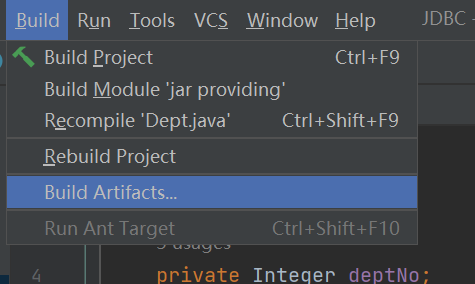 Build Run Tools VCS Window Help JDBC -
Build Project Ctrl+F9
Build Module 'jar providing'
Recompile 'Dept.java' Ctrl+Shift+F9
Rebuild Project
Build Artifacts...
Run Ant Target Ctrl+Shift+F10
usages
4 private Integer deptNo;